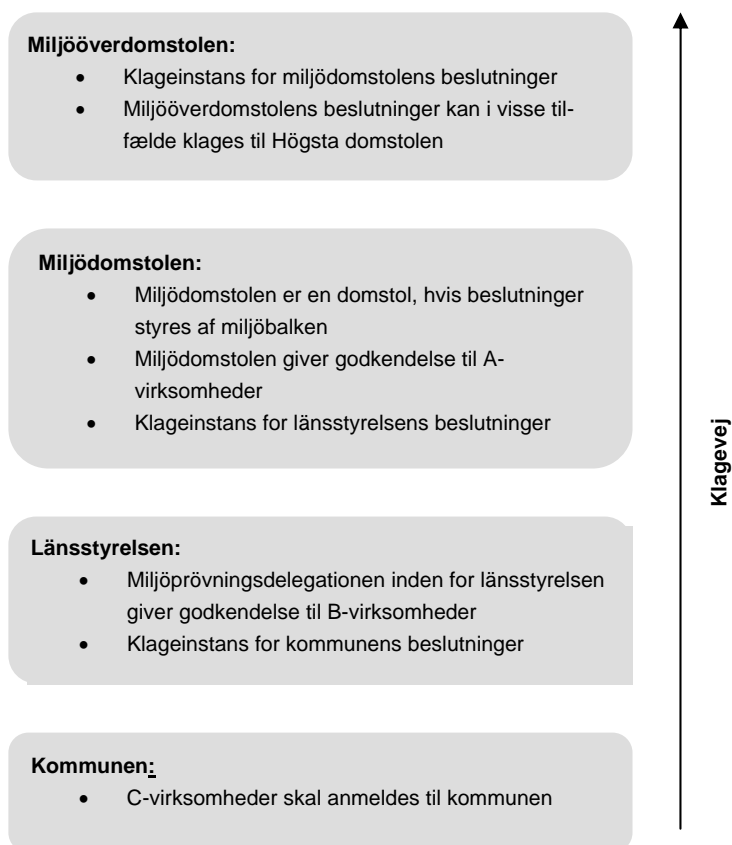 Miljööverdomstolen:
• Klageinstans for miljödomstolens beslutninger
• Miljööverdomstolens beslutninger kan i visse til-
fælde klages til Högsta domstolen
Miljödomstolen:
• Miljödomstolen er en domstol, hvis beslutninger
styres af miljöbalken
• Miljödomstolen giver godkendelse til A-
virksomheder
• Klageinstans for länsstyrelsens beslutninger
Länsstyrelsen:
• Miljöprövningsdelegationen inden for länsstyrelsen
giver godkendelse til B-virksomheder
• Klageinstans for kommunens beslutninger
Kommunen:
• C-virksomheder skal anmeldes til kommunen
Klagevej